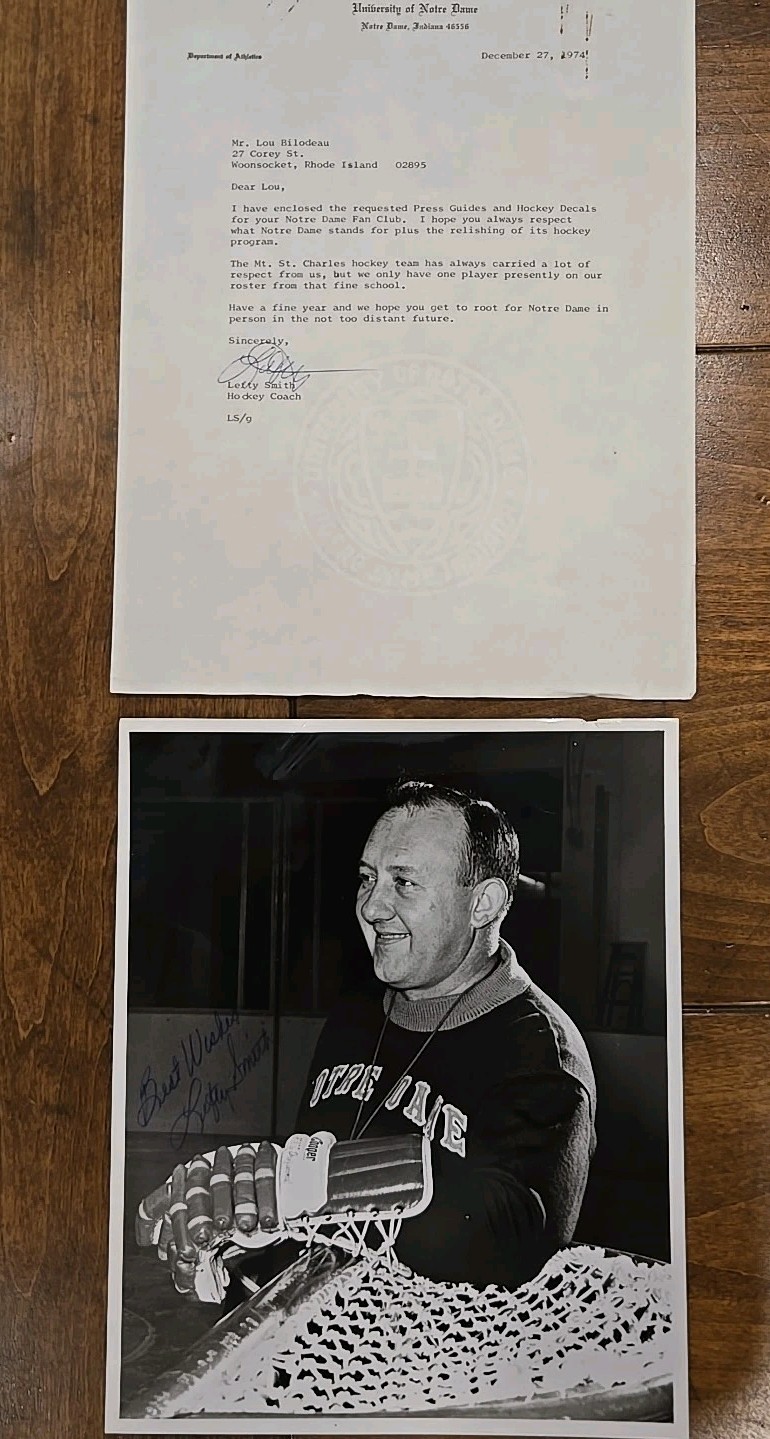 University of Notre Dame
Notre Dame, Indiana 46556
Department of Athletics
December 27, 1974
Mr. Lou Bilodeau
27 Corey St.
Woonsocket, Rhode Island 02895
Dear Lou,
I have enclosed the requested Press Guides and Hockey Decals
for your Notre Dame Fan Club. I hope you always respect
what Notre Dame stands for plus the relishing of its hockey
program.
The Mt. St. Charles hockey team has always carried a lot of
respect from us, but we only have one player presently on our
roster from that fine school.
Have a fine year and we hope you get to root for Notre Dame in
person in the not too distant future.
Sincerely,
Lefty
Lefty Smith
Hockey Coach
LS/g
Best Wishes
Lefty Smith
NOTRE DAME
Cooper